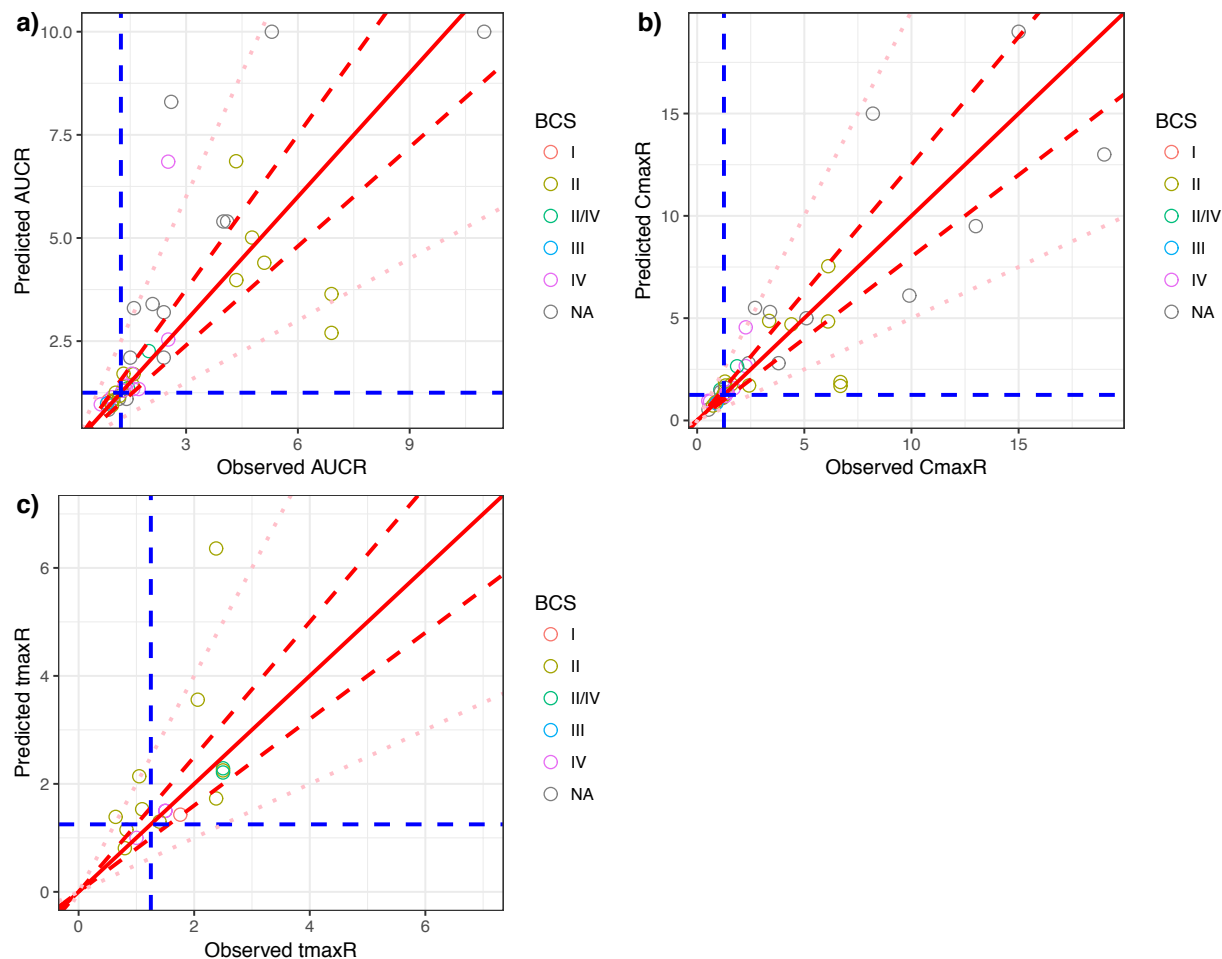 a)
Predicted AUCR
10.0
7.5
5.0
2.5
3
6
9
Observed AUCR
BCS
I
II
II/IV
III
IV
NA
b)
Predicted CmaxR
15
10
5
0
0
5
10
15
Observed CmaxR
BCS
I
II
II/IV
III
IV
NA
c)
Predicted tmaxR
6
4
2
0
0
2
4
6
Observed tmaxR
BCS
I
II
II/IV
III
IV
NA